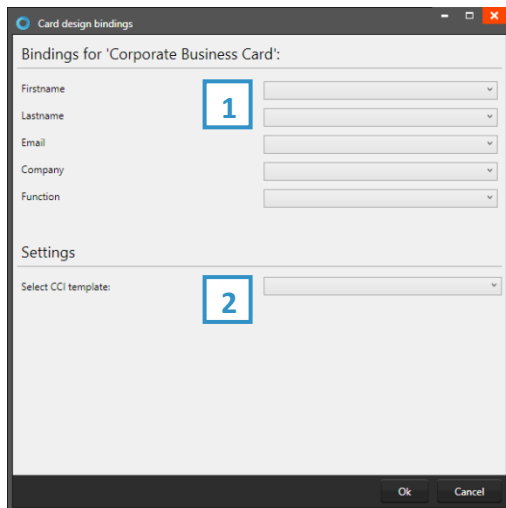 Card design bindings
Bindings for 'Corporate Business Card':
Firstname
1
Lastname
Email
Company
Function
Settings
Select CCI template:
2
Ok Cancel